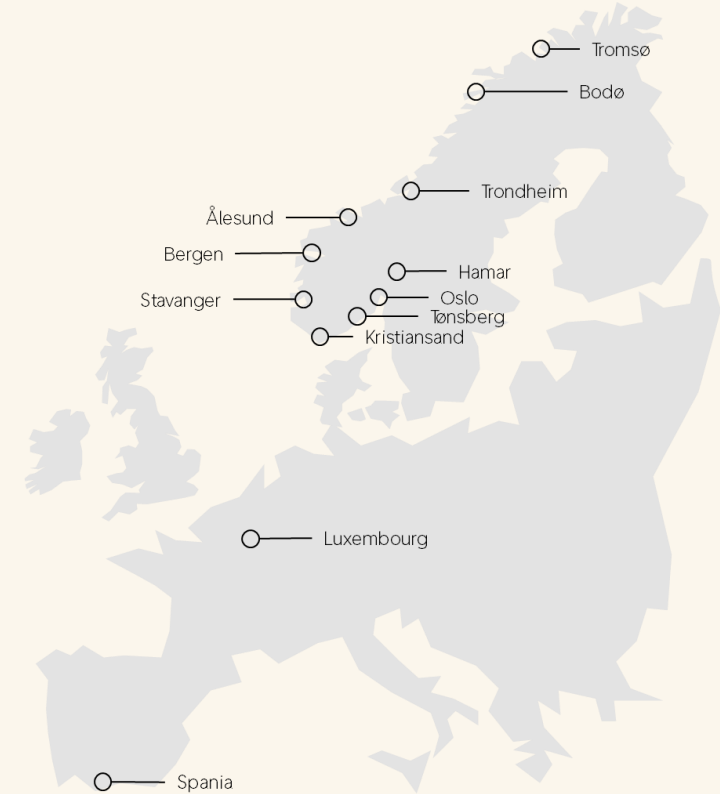 Tromsø
Bodø
Trondheim
Ålesund
Bergen
Hamar
Stavanger
Oslo
Tønsberg
Kristiansand
Luxembourg
Spania